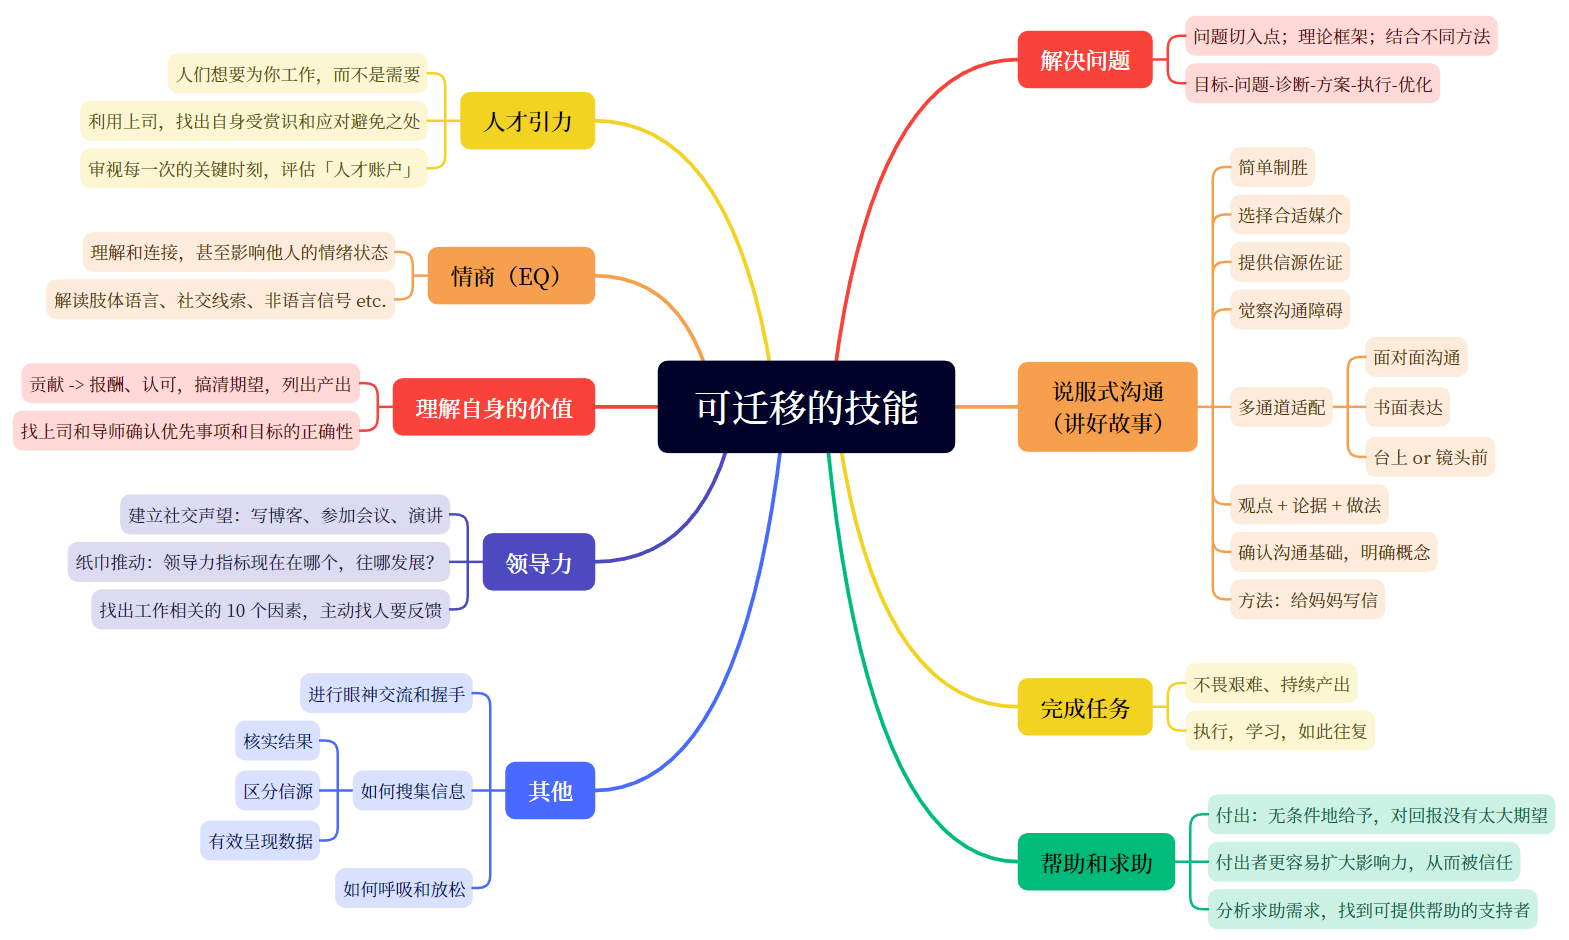 可迁移的技能
解决问题
问题切入点；理论框架；结合不同方法
目标-问题-诊断-方案-执行-优化
说服式沟通
（讲好故事）
简单制胜
选择合适媒介
提供信源佐证
觉察沟通障碍
多通道适配
面对面沟通
书面表达
台上 or 镜头前
观点 + 论据 + 做法
确认沟通基础，明确概念
方法：给妈妈写信
完成任务
不畏艰难、持续产出
执行，学习，如此往复
帮助和求助
付出：无条件地给予，对回报没有太大期望
付出者更容易扩大影响力，从而被信任
分析求助需求，找到可提供帮助的支持者
人才引力
人们想要为你工作，而不是需要
利用上司，找出自身受赏识和应对避免之处
审视每一次的关键时刻，评估「人才账户」
情商（EQ）
理解和连接，甚至影响他人的情绪状态
解读肢体语言、社交线索、非语言信号 etc.
理解自身的价值
贡献 -> 报酬、认可，搞清期望，列出产出
找上司和导师确认优先事项和目标的正确性
领导力
建立社交声望：写博客、参加会议、演讲
纸巾推动：领导力指标现在在哪个，往哪发展？
找出工作相关的 10 个因素，主动找人要反馈
其他
进行眼神交流和握手
如何搜集信息
核实结果
区分信源
有效呈现数据
如何呼吸和放松